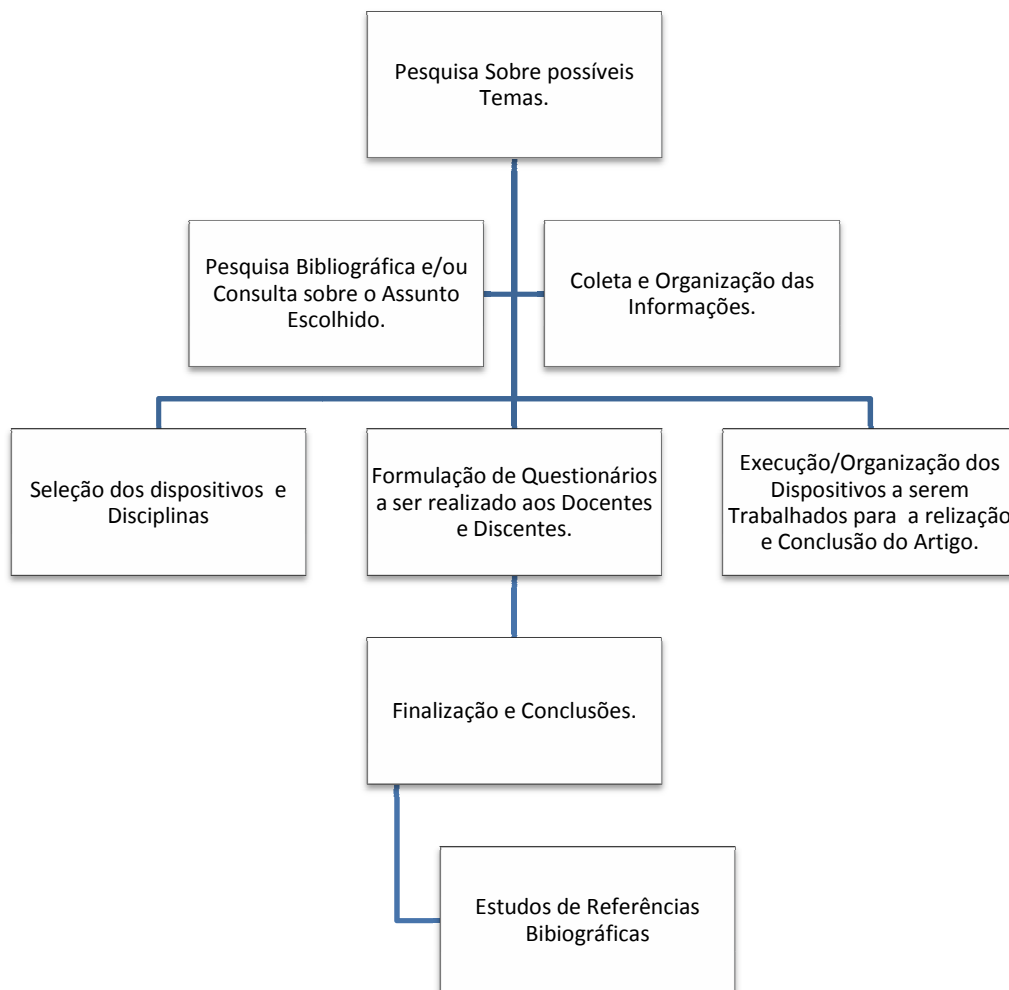 Pesquisa Sobre possíveis
Temas.
Pesquisa Bibliográfica e/ou
Consulta sobre o Assunto
Escolhido.
Coleta e Organização das
Informações.
Seleção dos dispositivos e
Disciplinas
Formulação de Questionários
a ser realizado aos Docentes
e Discentes.
Execução/Organização dos
Dispositivos a serem
Trabalhados para a relização
e Conclusão do Artigo.
Finalização e Conclusões.
Estudos de Referências
Bibiográficas